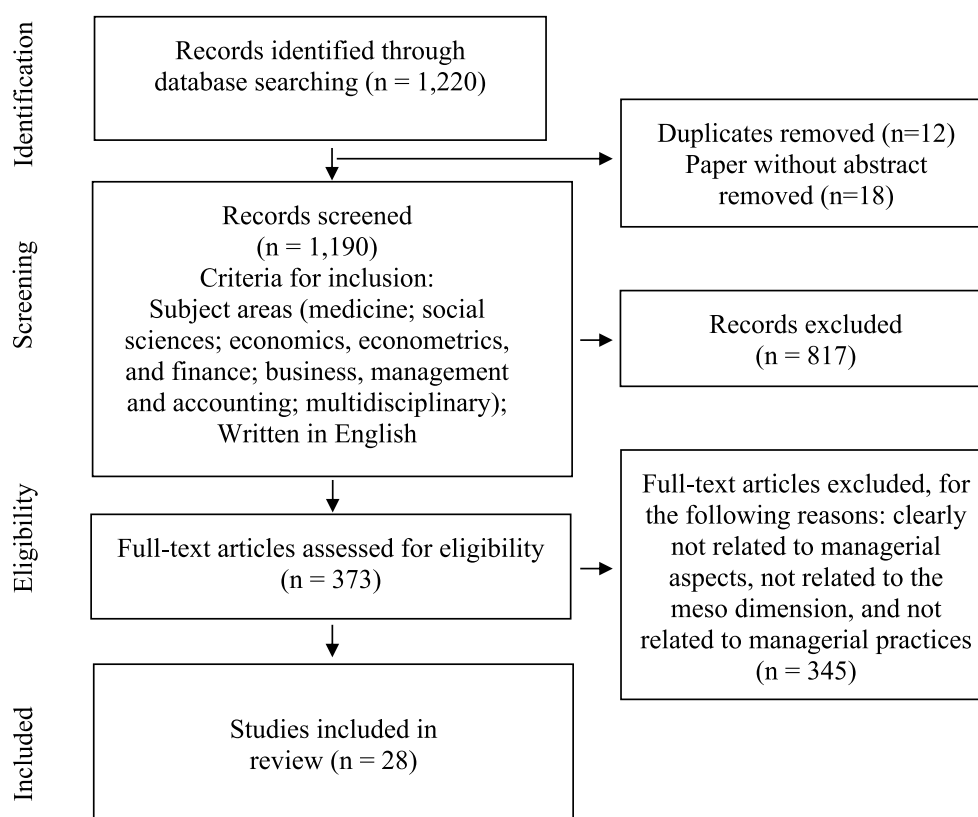 Identification
Records identified through
database searching (n = 1,220)
Duplicates removed (n=12)
Paper without abstract
removed (n=18)
Screening
Records screened
(n = 1,190)
Criteria for inclusion:
Subject areas (medicine; social
sciences; economics, econometrics,
and finance; business, management
and accounting; multidisciplinary);
Written in English
Records excluded
(n = 817)
Eligibility
Full-text articles assessed for eligibility
(n = 373)
Full-text articles excluded, for
the following reasons: clearly
not related to managerial
aspects, not related to the
meso dimension, and not
related to managerial practices
(n = 345)
Included
Studies included in
review (n = 28)